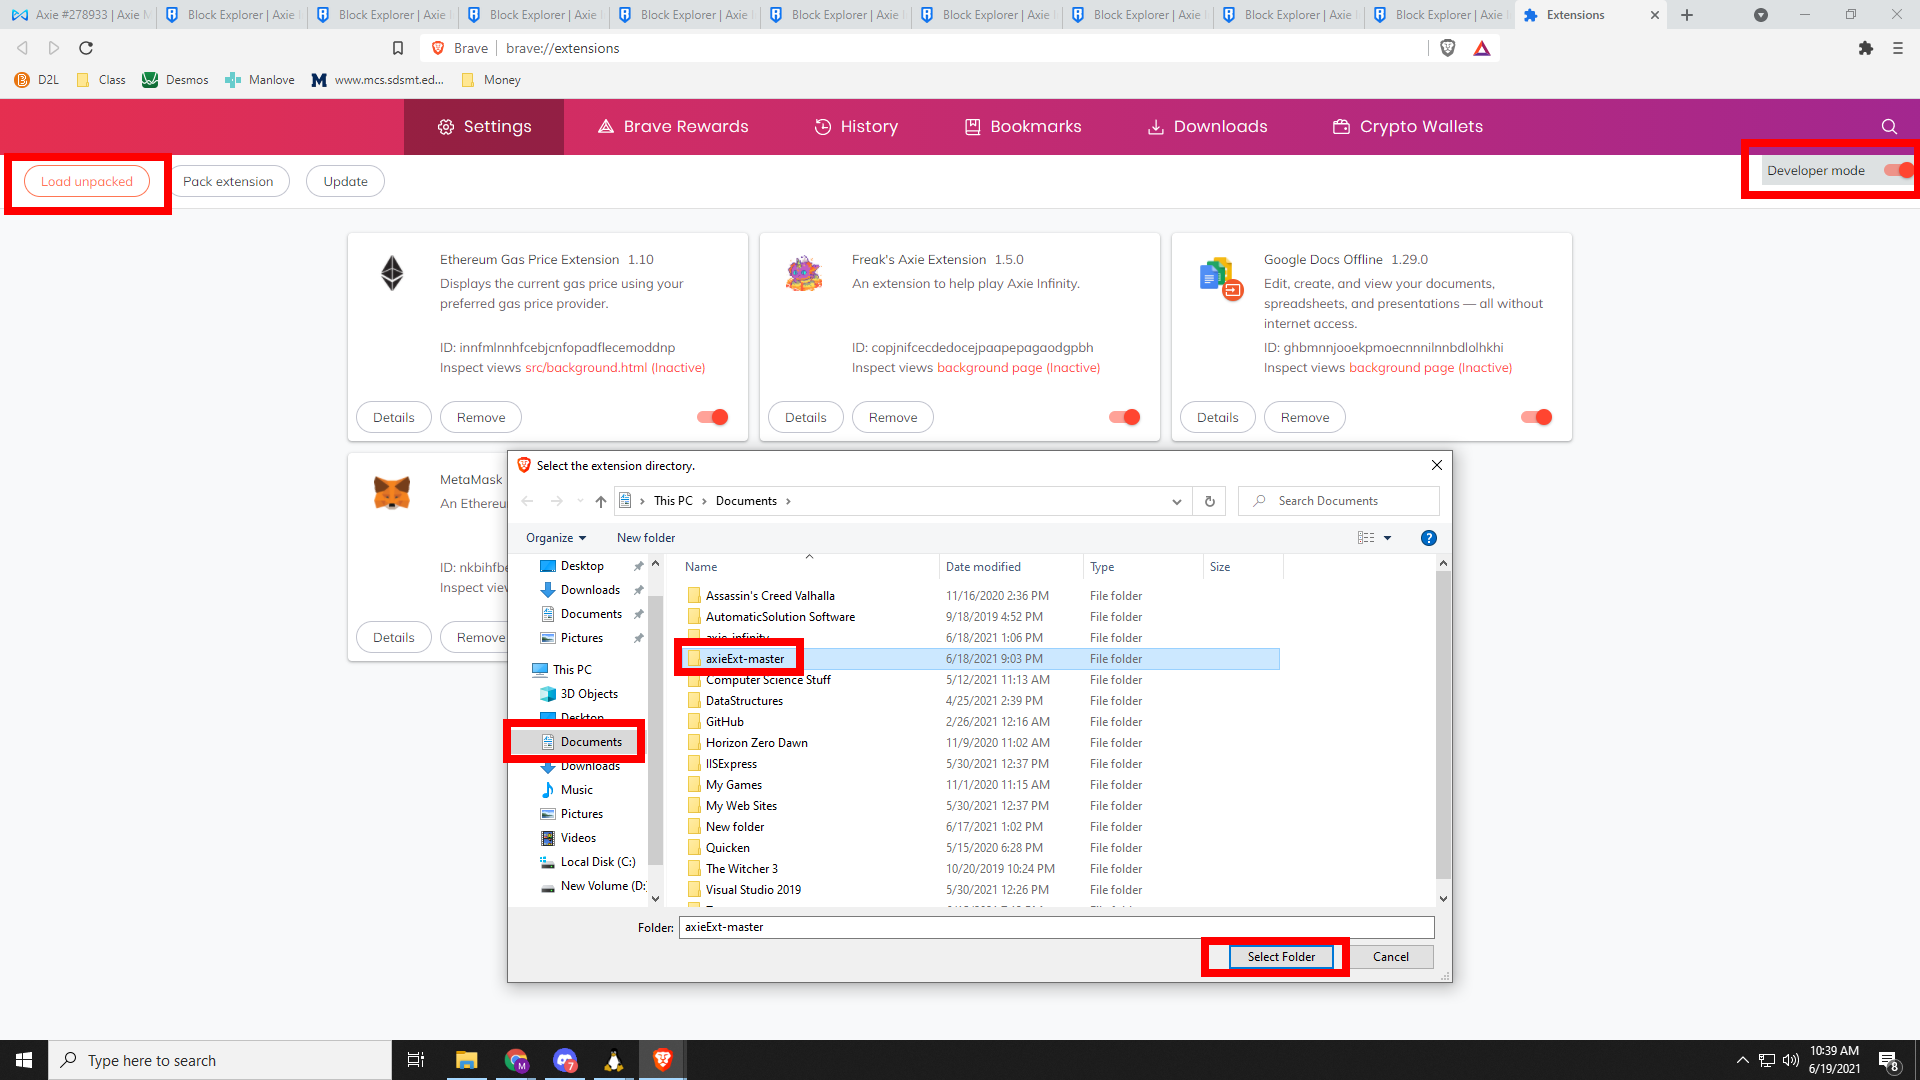 Axie #278933 | Axie M
Block Explorer | Axie
Block Explorer | Axie
Block Explorer | Axie
Block Explorer | Axie
Block Explorer | Axie
Block Explorer | Axie
Block Explorer | Axie
Block Explorer | Axie
Block Explorer | Axie
Extensions
Brave
brave://extensions
D2L
Class
Desmos
Manlove
M www.mcs.sdsmt.ed...
Money
Settings
Brave Rewards
History
Bookmarks
Downloads
Crypto Wallets
Load unpacked
Pack extension
Update
Developer mode
Ethereum Gas Price Extension 1.10
Displays the current gas price using your
preferred gas price provider.
ID: innfmlnnhfcebjcnfopadflecemoddnp
Inspect views src/background.html (Inactive)
Details
Remove
Freak's Axie Extension 1.5.0
An extension to help play Axie Infinity.
ID: copjnifcecdedocejpaapepagaodgpbh
Inspect views background page (Inactive)
Details
Remove
Google Docs Offline 1.29.0
Edit, create, and view your documents,
spreadsheets, and presentations — all without
internet access.
ID: ghbmnnjooekpmoecnnnilnnbdlolhkhi
Inspect views background page (Inactive)
Details
Remove
MetaMask
An Ethereu
ID: nkbihfbe
Inspect view
Details
Remove
Select the extension directory.
This PC
Documents
Search Documents
Organize
New folder
Desktop
Downloads
Documents
Pictures
This PC
3D Objects
Desktop
Documents
Downloads
Music
Pictures
Videos
Local Disk (C:)
New Volume (D:
Name Date modified Type Size
Assassin's Creed Valhalla 11/16/2020 2:36 PM File folder
AutomaticSolution Software 9/18/2019 4:52 PM File folder
axie-infinity 6/18/2021 1:06 PM File folder
axieExt-master 6/18/2021 9:03 PM File folder
Computer Science Stuff 5/12/2021 11:13 AM File folder
DataStructures 4/25/2021 2:39 PM File folder
GitHub 2/26/2021 12:16 AM File folder
Horizon Zero Dawn 11/9/2020 11:02 AM File folder
IISExpress 5/30/2021 12:37 PM File folder
My Games 11/1/2020 11:15 AM File folder
My Web Sites 5/30/2021 12:37 PM File folder
New folder 6/17/2021 1:02 PM File folder
Quicken 5/15/2020 6:28 PM File folder
The Witcher 3 10/20/2019 10:24 PM File folder
Visual Studio 2019 5/30/2021 12:26 PM File folder
Folder: axieExt-master
Select Folder
Cancel
Type here to search
M
7
10:39 AM
6/19/2021
8